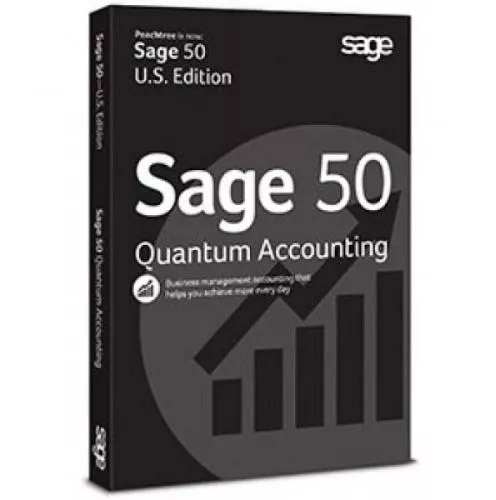 Peachtree is now:
Sage 50
U.S. Edition
sage
Sage 50
Quantum Accounting
Business management accounting that
helps you achieve more every day
Sage 50—U.S. Edition
Sage 50 Quantum Accounting
sage